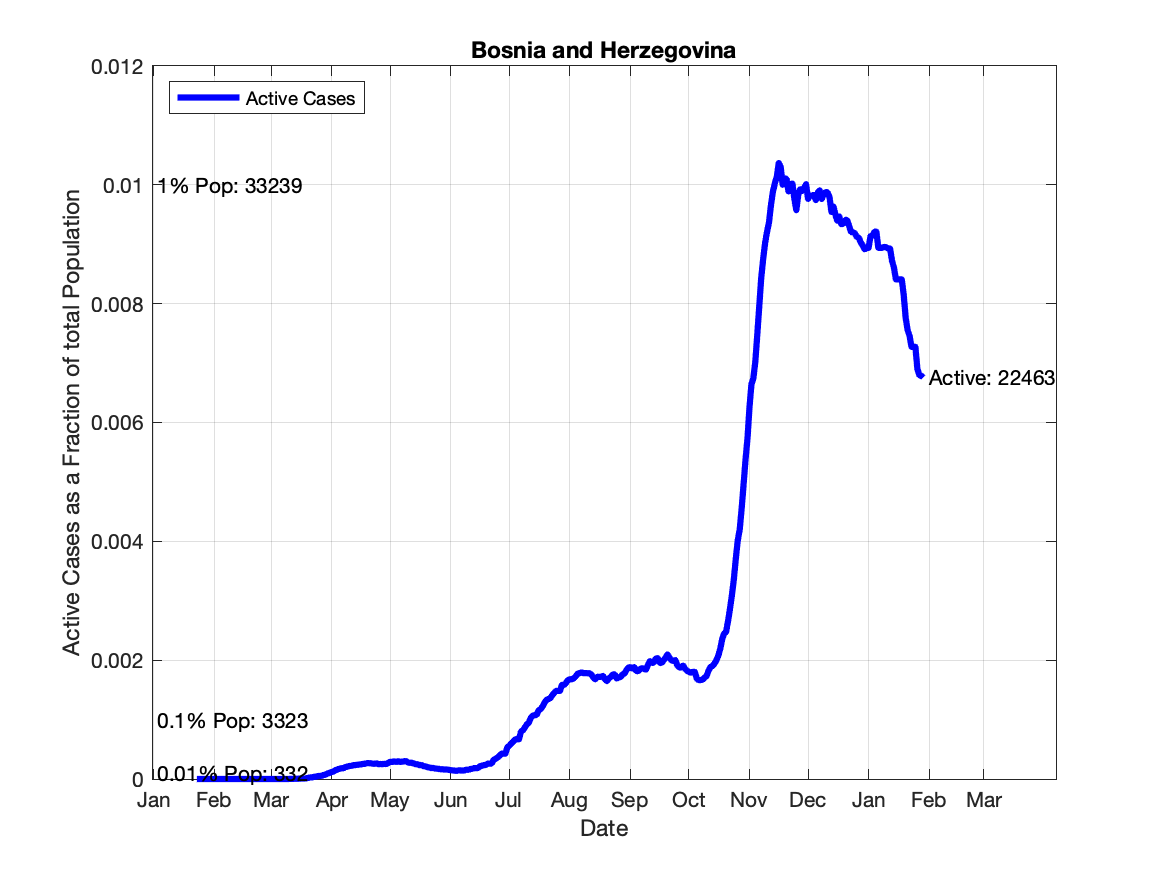 Bosnia and Herzegovina
Active Cases
0.012
0.01
0.008
0.006
0.004
0.002
0
1% Pop: 33239
0.1% Pop: 3323
0.01% Pop: 332
Active: 22463
Active Cases as a Fraction of total Population
Jan Feb Mar Apr May Jun Jul Aug Sep Oct Nov Dec Jan Feb Mar
Date